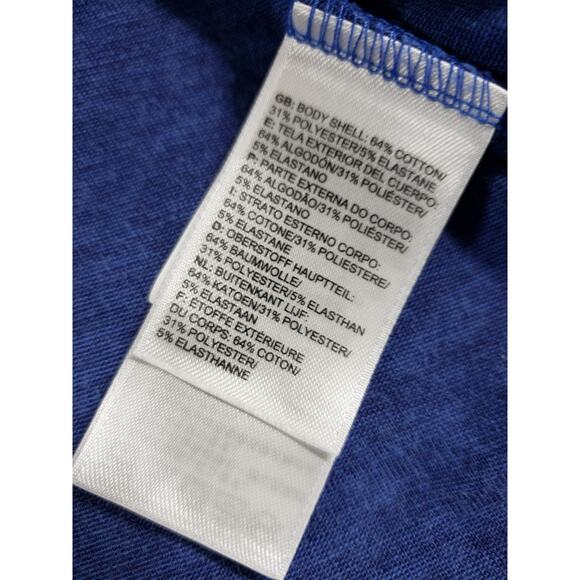 GB: BODY SHELL: 64% COTTON/
31% POLYESTER/5% ELASTANE
E: TELA EXTERIOR DEL CUERPO:
64% ALGODÓN/31% POLIÉSTER/
5% ELASTANO
P: PARTE EXTERNA DO CORPO:
64% ALGODÃO/31% POLIÉSTER/
5% ELASTANO
I: STRATO ESTERNO CORPO:
64% COTONE/31% POLIESTERE/
5% ELASTANE
D: OBERSTOFF HAUPTTEIL:
64% BAUMWOLLE/
31% POLYESTER/5% ELASTHAN
NL: BUITENKANT LIJF:
64% KATOEN/31% POLYESTER/
5% ELASTAAN
F: ÉTOFFE EXTÉRIEURE
DU CORPS: 64% COTON/
31% POLYESTER/
5% ELASTHANNE